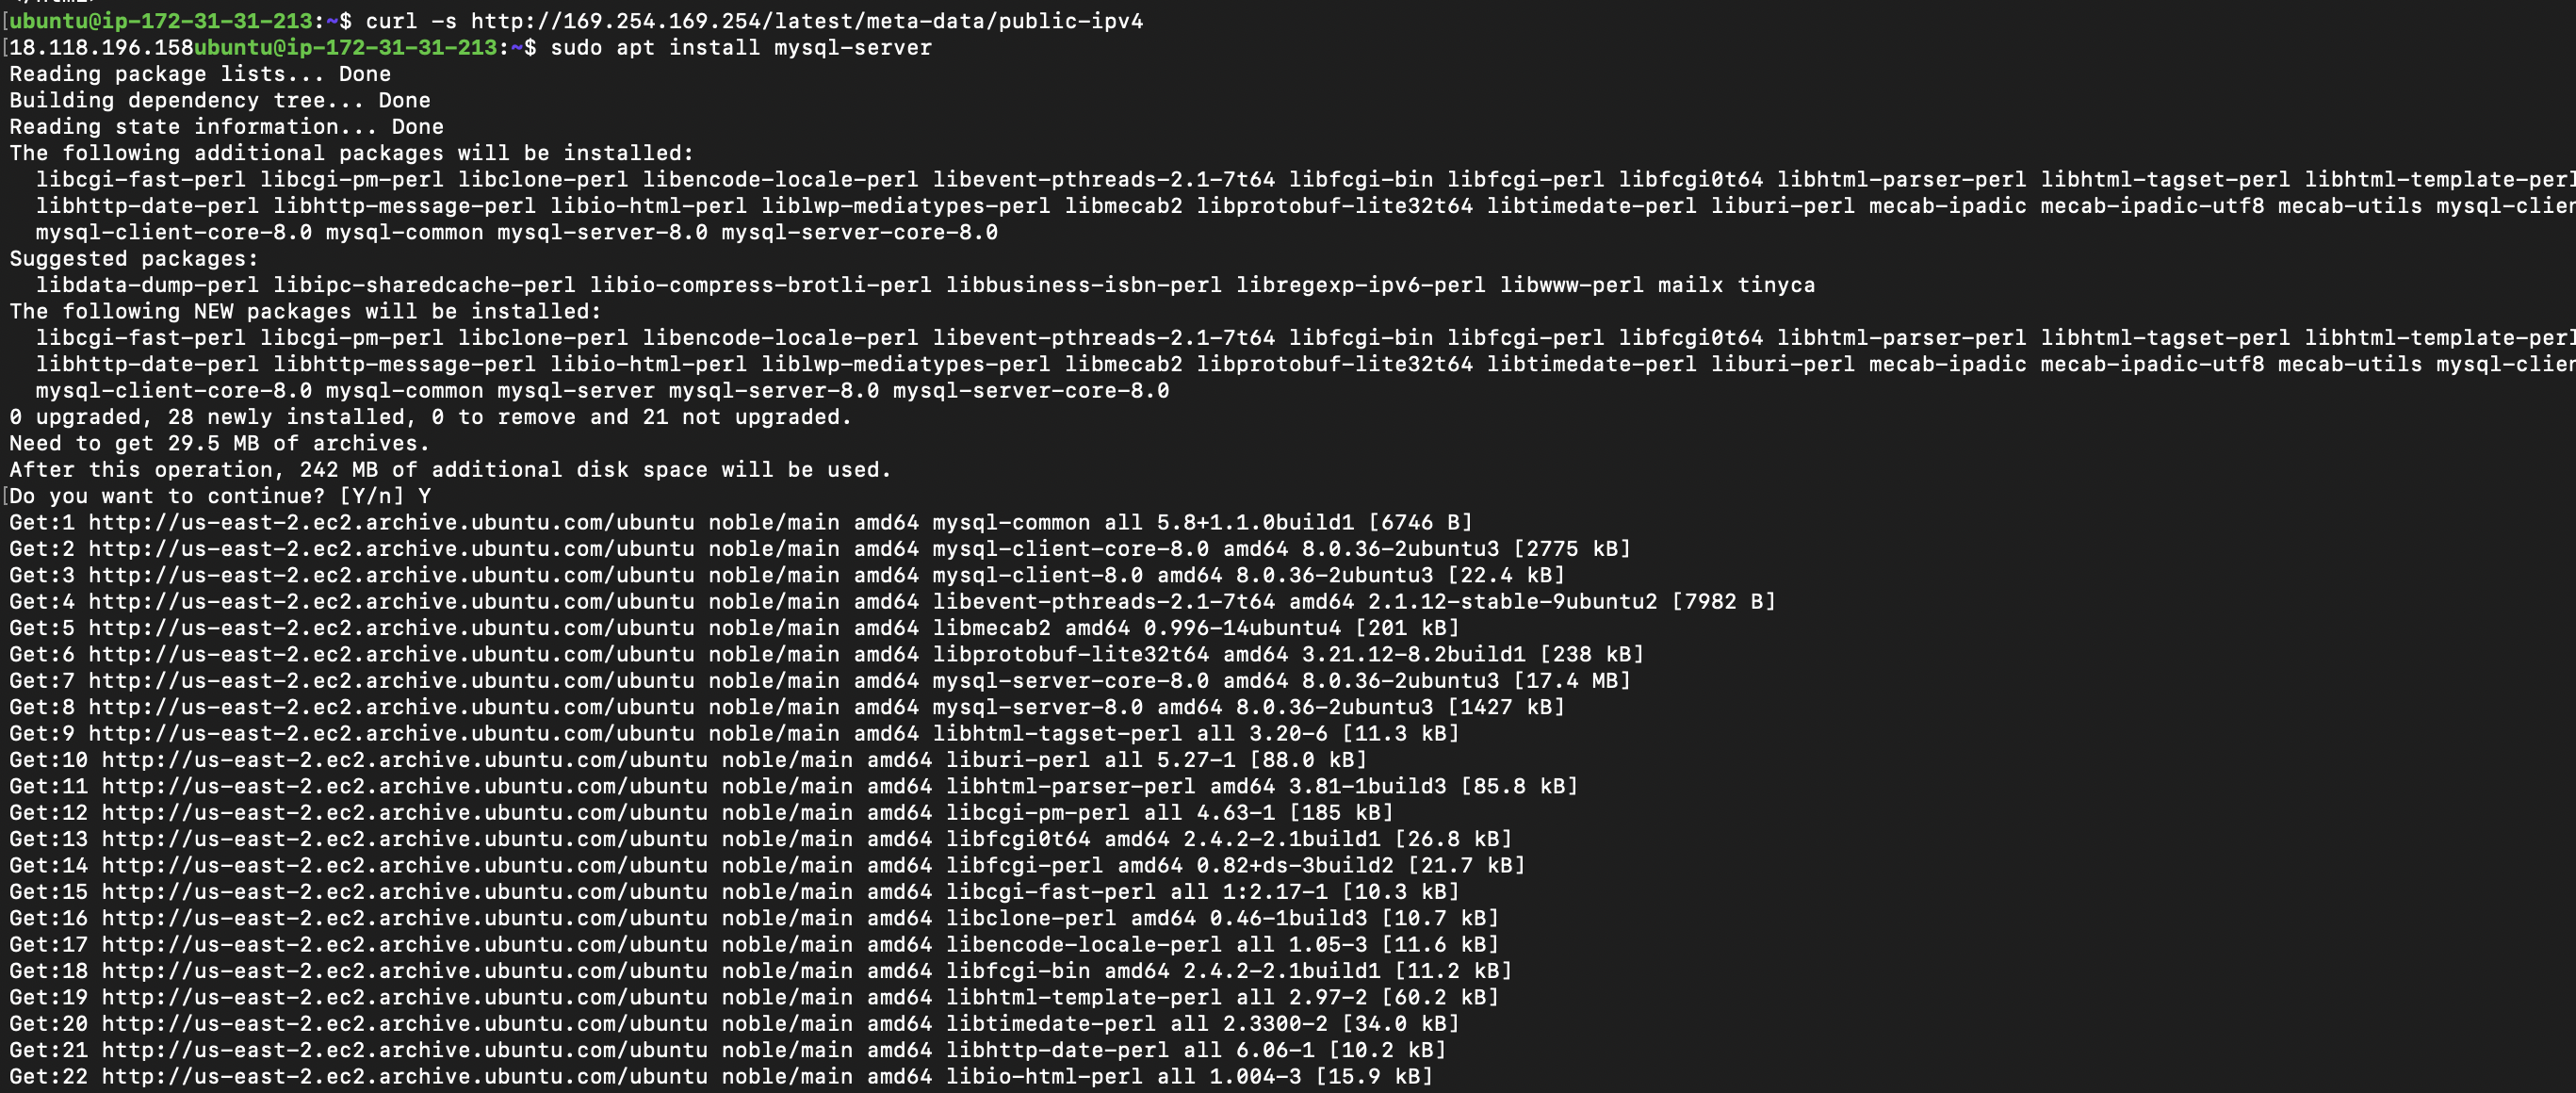 ubuntu@ip-172-31-31-213:~$ curl -s http://169.254.169.254/latest/meta-data/public-ipv4
18.118.196.158ubuntu@ip-172-31-31-213:~$ sudo apt install mysql-server
Reading package lists... Done
Building dependency tree... Done
Reading state information... Done
The following additional packages will be installed:
  libcgi-fast-perl libcgi-pm-perl libclone-perl libencode-locale-perl libevent-pthreads-2.1-7t64 libfcgi-bin libfcgi-perl libfcgi0t64 libhtml-parser-perl libhtml-tagset-perl libhtml-template-perl
  libhttp-date-perl libhttp-message-perl libio-html-perl liblwp-mediatypes-perl libmecab2 libprotobuf-lite32t64 libtimedate-perl liburi-perl mecab-ipadic mecab-ipadic-utf8 mecab-utils mysql-clien
  mysql-client-core-8.0 mysql-common mysql-server-8.0 mysql-server-core-8.0
Suggested packages:
  libdata-dump-perl libipc-sharedcache-perl libio-compress-brotli-perl libbusiness-isbn-perl libregexp-ipv6-perl libwww-perl mailx tinyca
The following NEW packages will be installed:
  libcgi-fast-perl libcgi-pm-perl libclone-perl libencode-locale-perl libevent-pthreads-2.1-7t64 libfcgi-bin libfcgi-perl libfcgi0t64 libhtml-parser-perl libhtml-tagset-perl libhtml-template-perl
  libhttp-date-perl libhttp-message-perl libio-html-perl liblwp-mediatypes-perl libmecab2 libprotobuf-lite32t64 libtimedate-perl liburi-perl mecab-ipadic mecab-ipadic-utf8 mecab-utils mysql-clien
  mysql-client-core-8.0 mysql-common mysql-server mysql-server-8.0 mysql-server-core-8.0
0 upgraded, 28 newly installed, 0 to remove and 21 not upgraded.
Need to get 29.5 MB of archives.
After this operation, 242 MB of additional disk space will be used.
Do you want to continue? [Y/n] Y
Get:1 http://us-east-2.ec2.archive.ubuntu.com/ubuntu noble/main amd64 mysql-common all 5.8+1.1.0build1 [6746 B]
Get:2 http://us-east-2.ec2.archive.ubuntu.com/ubuntu noble/main amd64 mysql-client-core-8.0 amd64 8.0.36-2ubuntu3 [2775 kB]
Get:3 http://us-east-2.ec2.archive.ubuntu.com/ubuntu noble/main amd64 mysql-client-8.0 amd64 8.0.36-2ubuntu3 [22.4 kB]
Get:4 http://us-east-2.ec2.archive.ubuntu.com/ubuntu noble/main amd64 libevent-pthreads-2.1-7t64 amd64 2.1.12-stable-9ubuntu2 [7982 B]
Get:5 http://us-east-2.ec2.archive.ubuntu.com/ubuntu noble/main amd64 libmecab2 amd64 0.996-14ubuntu4 [201 kB]
Get:6 http://us-east-2.ec2.archive.ubuntu.com/ubuntu noble/main amd64 libprotobuf-lite32t64 amd64 3.21.12-8.2build1 [238 kB]
Get:7 http://us-east-2.ec2.archive.ubuntu.com/ubuntu noble/main amd64 mysql-server-core-8.0 amd64 8.0.36-2ubuntu3 [17.4 MB]
Get:8 http://us-east-2.ec2.archive.ubuntu.com/ubuntu noble/main amd64 mysql-server-8.0 amd64 8.0.36-2ubuntu3 [1427 kB]
Get:9 http://us-east-2.ec2.archive.ubuntu.com/ubuntu noble/main amd64 libhtml-tagset-perl all 3.20-6 [11.3 kB]
Get:10 http://us-east-2.ec2.archive.ubuntu.com/ubuntu noble/main amd64 liburi-perl all 5.27-1 [88.0 kB]
Get:11 http://us-east-2.ec2.archive.ubuntu.com/ubuntu noble/main amd64 libhtml-parser-perl amd64 3.81-1build3 [85.8 kB]
Get:12 http://us-east-2.ec2.archive.ubuntu.com/ubuntu noble/main amd64 libcgi-pm-perl all 4.63-1 [185 kB]
Get:13 http://us-east-2.ec2.archive.ubuntu.com/ubuntu noble/main amd64 libfcgi0t64 amd64 2.4.2-2.1build1 [26.8 kB]
Get:14 http://us-east-2.ec2.archive.ubuntu.com/ubuntu noble/main amd64 libfcgi-perl amd64 0.82+ds-3build2 [21.7 kB]
Get:15 http://us-east-2.ec2.archive.ubuntu.com/ubuntu noble/main amd64 libcgi-fast-perl all 1:2.17-1 [10.3 kB]
Get:16 http://us-east-2.ec2.archive.ubuntu.com/ubuntu noble/main amd64 libclone-perl amd64 0.46-1build3 [10.7 kB]
Get:17 http://us-east-2.ec2.archive.ubuntu.com/ubuntu noble/main amd64 libencode-locale-perl all 1.05-3 [11.6 kB]
Get:18 http://us-east-2.ec2.archive.ubuntu.com/ubuntu noble/main amd64 libfcgi-bin amd64 2.4.2-2.1build1 [11.2 kB]
Get:19 http://us-east-2.ec2.archive.ubuntu.com/ubuntu noble/main amd64 libhtml-template-perl all 2.97-2 [60.2 kB]
Get:20 http://us-east-2.ec2.archive.ubuntu.com/ubuntu noble/main amd64 libtimedate-perl all 2.3300-2 [34.0 kB]
Get:21 http://us-east-2.ec2.archive.ubuntu.com/ubuntu noble/main amd64 libhttp-date-perl all 6.06-1 [10.2 kB]
Get:22 http://us-east-2.ec2.archive.ubuntu.com/ubuntu noble/main amd64 libio-html-perl all 1.004-3 [15.9 kB]